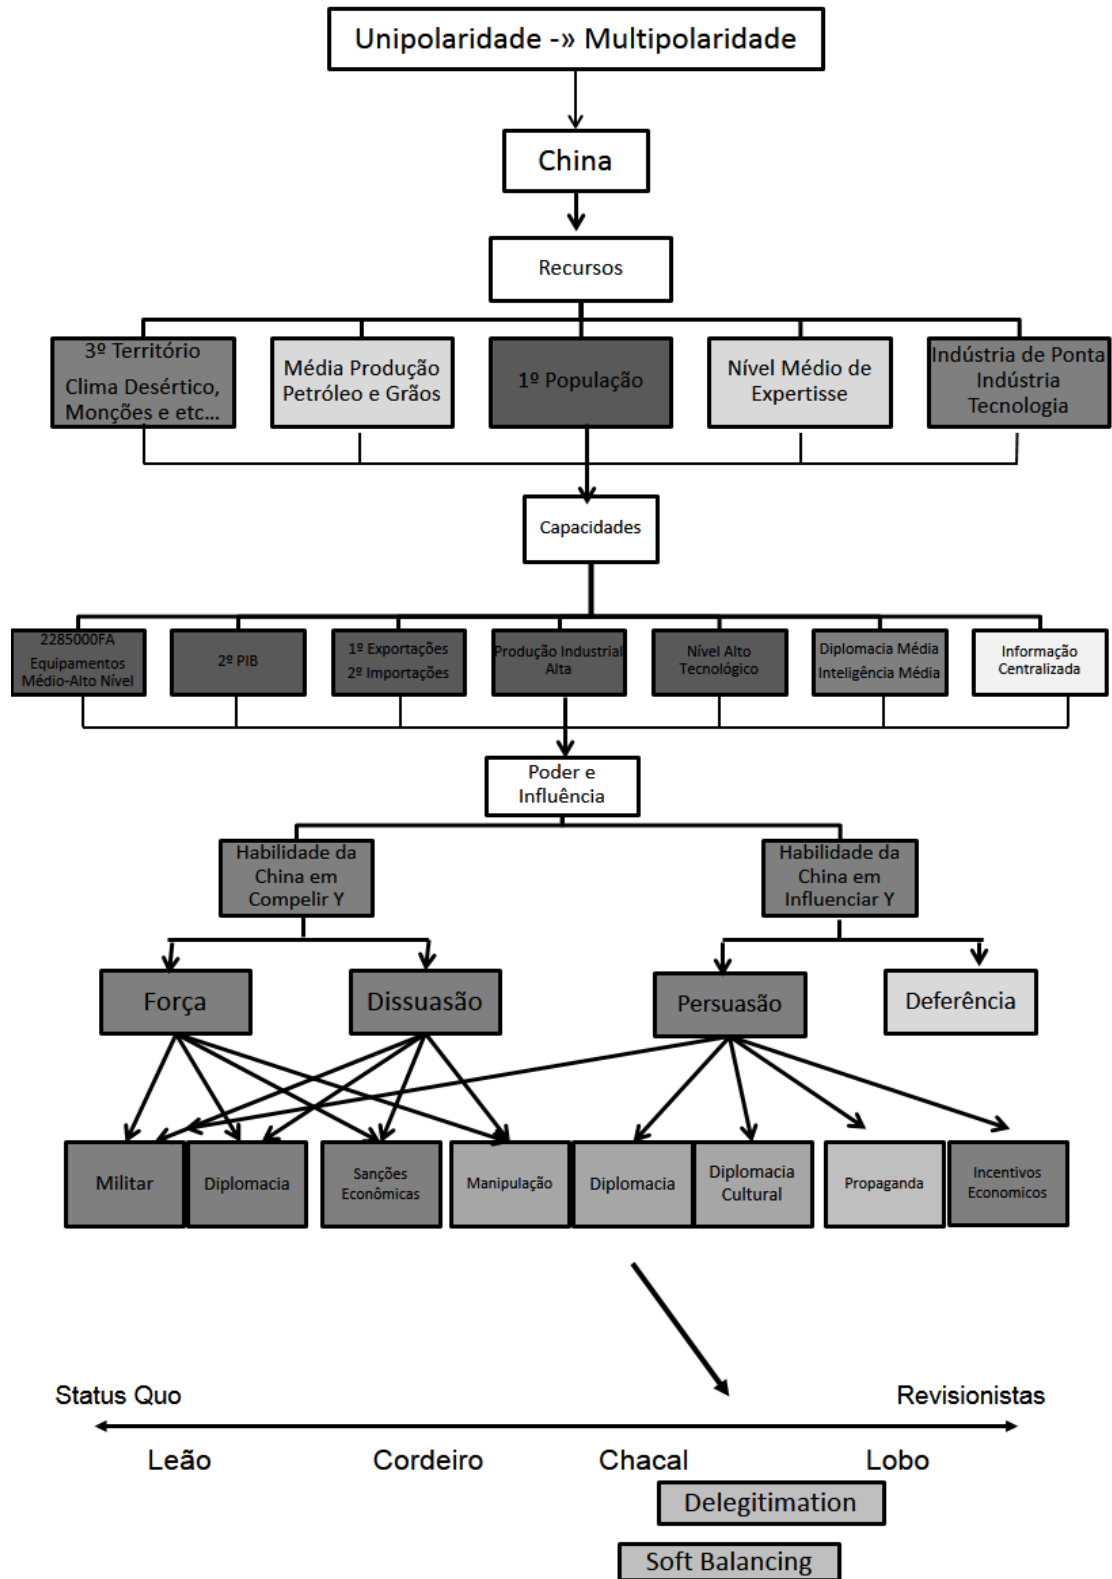 Unipolaridade -» Multipolaridade
China
Recursos
3º Território
Clima Desértico,
Monções e etc...
Média Produção
Petróleo e Grãos
1º População
Nível Médio de
Expertisse
Indústria de Ponta
Indústria
Tecnologia
Capacidades
2285000FA
Equipamentos
Médio-Alto Nível
2º PIB
1º Exportações
2º Importações
Produção Industrial
Alta
Nível Alto
Tecnológico
Diplomacia Média
Inteligência Média
Informação
Centralizada
Poder e
Influência
Habilidade da
China em
Compelir Y
Habilidade da
China em
Influenciar Y
Força
Dissuasão
Persuasão
Deferência
Militar
Diplomacia
Sanções
Econômicas
Manipulação
Diplomacia
Diplomacia
Cultural
Propaganda
Incentivos
Economicos
Status Quo
Revisionistas
Leão
Cordeiro
Chacal
Lobo
Delegitimation
Soft Balancing